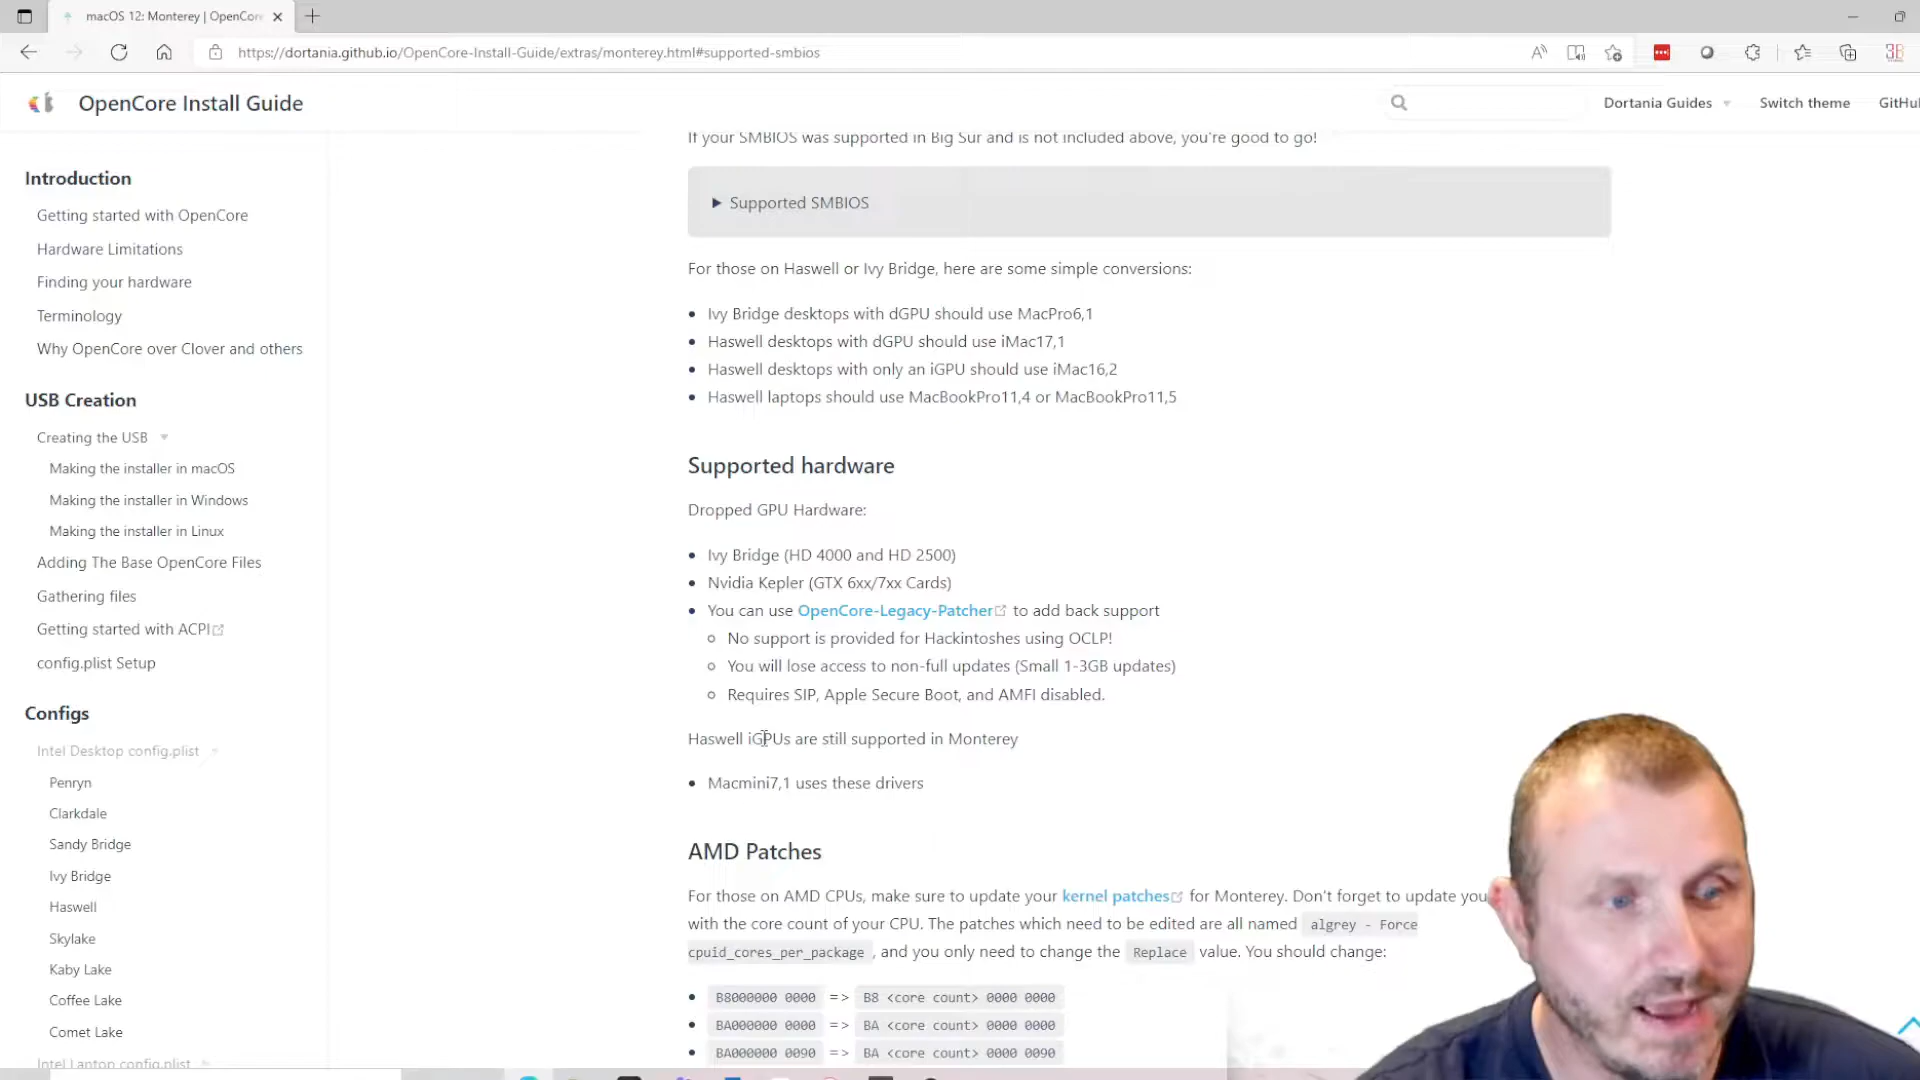 macOS 12: Monterey | OpenCore
https://dortania.github.io/OpenCore-Install-Guide/extras/monterey.html#supported-smbios
OpenCore Install Guide
Dortania Guides
Switch theme
GitHu
Introduction
Getting started with OpenCore
Hardware Limitations
Finding your hardware
Terminology
Why OpenCore over Clover and others
USB Creation
Creating the USB
Making the installer in macOS
Making the installer in Windows
Making the installer in Linux
Adding The Base OpenCore Files
Gathering files
Getting started with ACPI
config.plist Setup
Configs
Intel Desktop config.plist
Penryn
Clarkdale
Sandy Bridge
Ivy Bridge
Haswell
Skylake
Kaby Lake
Coffee Lake
Comet Lake
Intel Laptop config.plist
If your SMBIOS was supported in Big Sur and is not included above, you're good to go!
Supported SMBIOS
For those on Haswell or Ivy Bridge, here are some simple conversions:
Ivy Bridge desktops with dGPU should use MacPro6,1
Haswell desktops with dGPU should use iMac17,1
Haswell desktops with only an iGPU should use iMac16,2
Haswell laptops should use MacBookPro11,4 or MacBookPro11,5
Supported hardware
Dropped GPU Hardware:
Ivy Bridge (HD 4000 and HD 2500)
Nvidia Kepler (GTX 6xx/7xx Cards)
You can use OpenCore-Legacy-Patcher to add back support
No support is provided for Hackintoshes using OCLP!
You will lose access to non-full updates (Small 1-3GB updates)
Requires SIP, Apple Secure Boot, and AMFI disabled.
Haswell iGPUs are still supported in Monterey
Macmini7,1 uses these drivers
AMD Patches
For those on AMD CPUs, make sure to update your kernel patches for Monterey. Don't forget to update you
with the core count of your CPU. The patches which need to be edited are all named algrey - Force
cpuid_cores_per_package , and you only need to change the Replace value. You should change:
B8000000 0000 => B8 <core count> 0000 0000
BA000000 0000 => BA <core count> 0000 0000
BA000000 0090 => BA <core count> 0000 0090